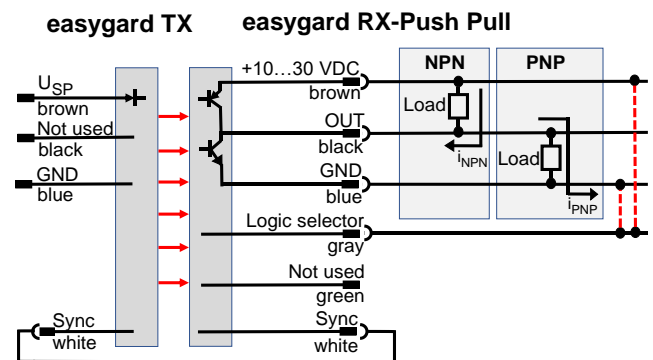 easygard TX
easygard RX-Push Pull
+10…30 VDC
brown
NPN
PNP
USP
brown
Load
Not used
black
OUT
black
iNPN
Load
GND
blue
GND
blue
iPNP
Logic selector
gray
Not used
green
Sync
white
Sync
white